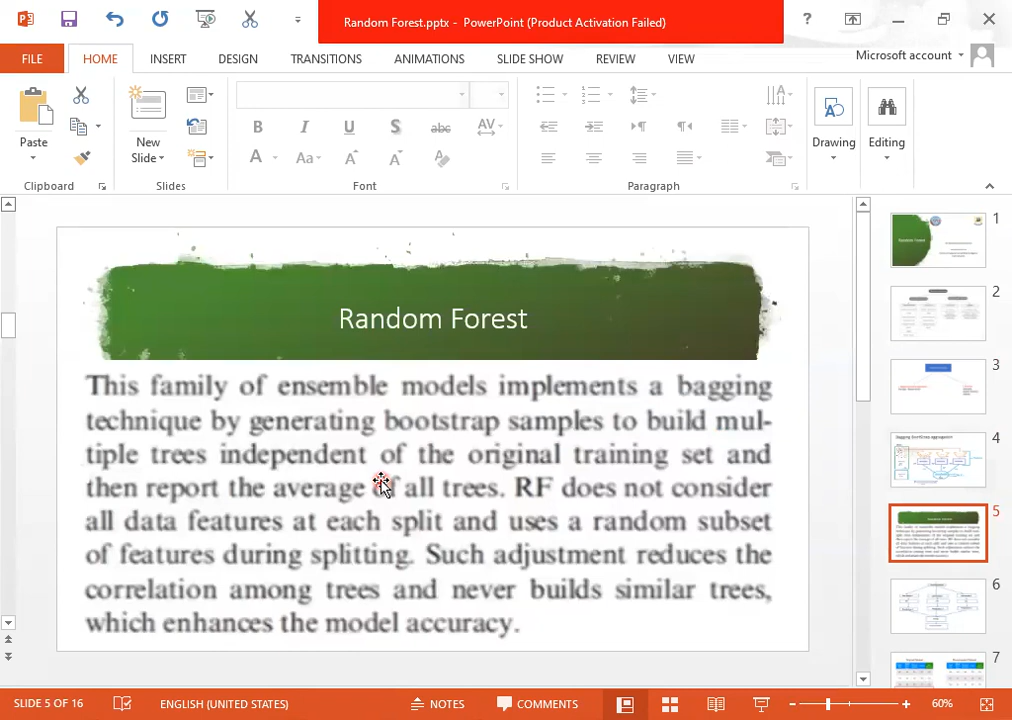 Random Forest.pptx - PowerPoint (Product Activation Failed)
?
FILE HOME INSERT DESIGN TRANSITIONS ANIMATIONS SLIDE SHOW REVIEW VIEW Microsoft account
Paste
New
Slide
Drawing
Editing
B I U S abc AV
A Aa A A
Clipboard Slides Font Paragraph
Random Forest
This family of ensemble models implements a bagging
technique by generating bootstrap samples to build mul-
tiple trees independent of the original training set and
then report the average of all trees. RF does not consider
all data features at each split and uses a random subset
of features during splitting. Such adjustment reduces the
correlation among trees and never builds similar trees,
which enhances the model accuracy.
1
2
3
4
5
6
7
SLIDE 5 OF 16 ENGLISH (UNITED STATES) NOTES COMMENTS 60%